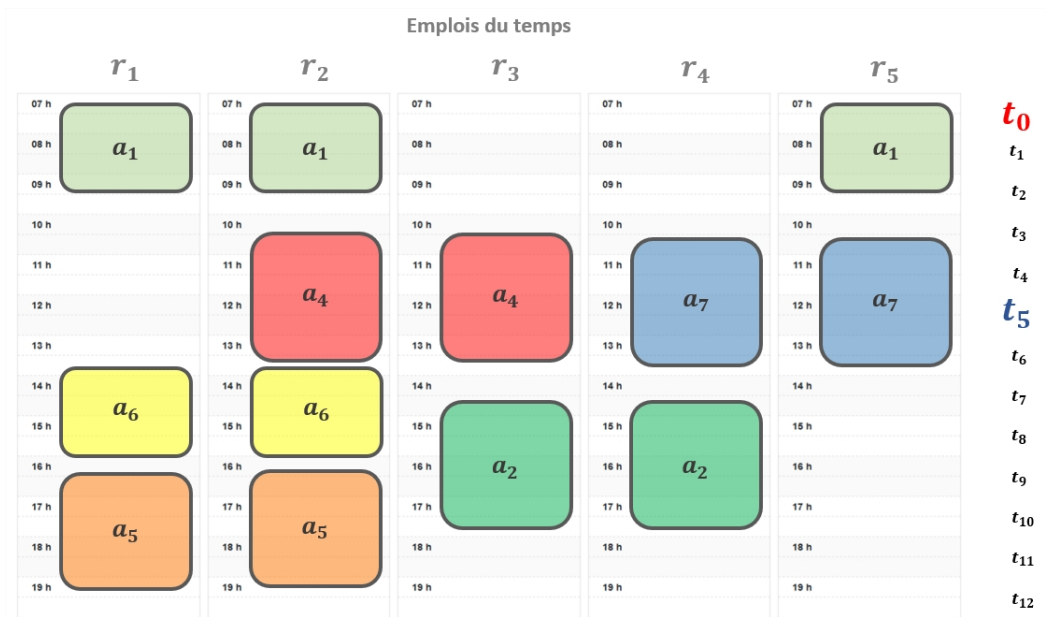 Emplois du temps
r₁ r₂ r₃ r₄ r₅
07 h 07 h 07 h 07 h 07 h t₀
08 h a₁ 08 h a₁ 08 h 08 h 08 h a₁ t₁
09 h 09 h 09 h 09 h 09 h t₂
10 h 10 h 10 h 10 h 10 h t₃
11 h 11 h 11 h 11 h 11 h t₄
12 h 12 h a₄ 12 h a₄ 12 h a₇ 12 h a₇ t₅
13 h 13 h 13 h 13 h 13 h t₆
14 h 14 h 14 h 14 h 14 h t₇
a₆ a₆
15 h 15 h 15 h 15 h 15 h t₈
16 h 16 h 16 h a₂ 16 h a₂ 16 h t₉
17 h 17 h 17 h 17 h 17 h t₁₀
a₅ a₅
18 h 18 h 18 h 18 h 18 h t₁₁
19 h 19 h 19 h 19 h 19 h t₁₂